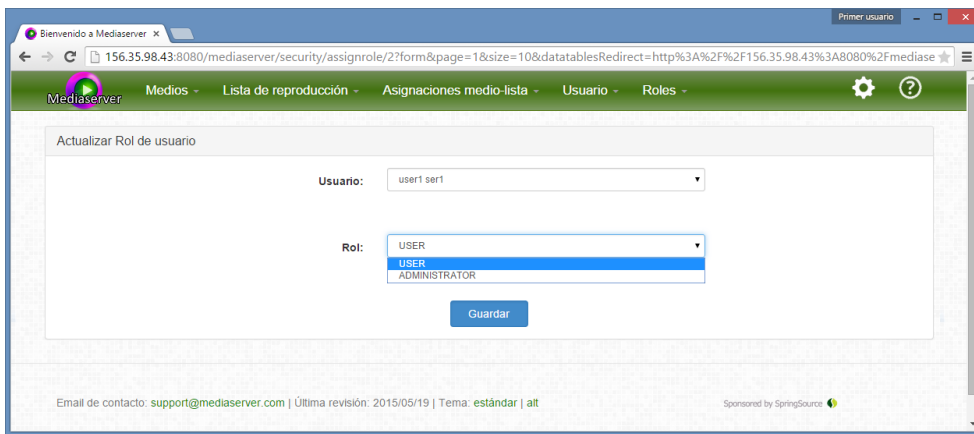 Primer usuario
Bienvenido a Mediaserver
156.35.98.43:8080/mediaserver/security/assignrole/2?form&page=1&size=10&datatablesRedirect=http%3A%2F%2F156.35.98.43%3A8080%2Fmediase
Mediaserver Medios Lista de reproducción Asignaciones medio-lista Usuario Roles
Actualizar Rol de usuario
Usuario: user1 ser1
Rol: USER
USER
ADMINISTRATOR
Guardar
Email de contacto: support@mediaserver.com | Última revisión: 2015/05/19 | Tema: estándar | alt Sponsored by SpringSource